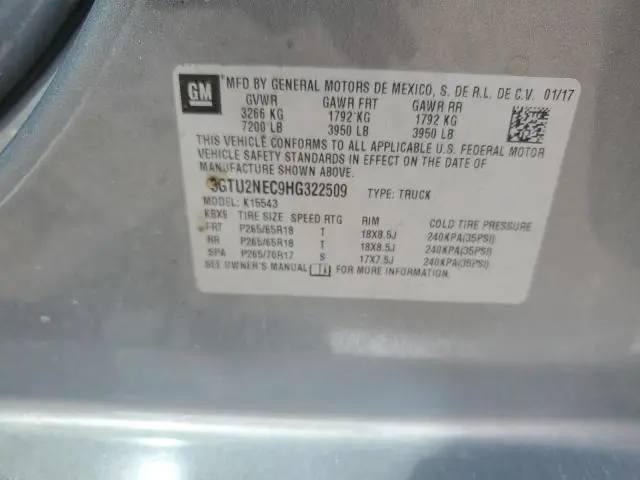 GM MFD BY GENERAL MOTORS DE MEXICO, S. DE R.L. DE C.V. 01/17
GVWR GAWR FRT GAWR RR
3266 KG 1792 KG 1792 KG
7200 LB 3950 LB 3950 LB
THIS VEHICLE CONFORMS TO ALL APPLICABLE U.S. FEDERAL MOTOR
VEHICLE SAFETY STANDARDS IN EFFECT ON THE DATE OF
MANUFACTURE SHOWN ABOVE.
3GTU2NEC9HG322509 TYPE: TRUCK
MODEL: K15543
KBX9 TIRE SIZE SPEED RTG RIM COLD TIRE PRESSURE
FRT P265/65R18 T 18X8.5J 240KPA(35PSI)
RR P265/65R18 T 18X8.5J 240KPA(35PSI)
SPA P265/70R17 S 17X7.5J 240KPA(35PSI)
SEE OWNER'S MANUAL FOR MORE INFORMATION.